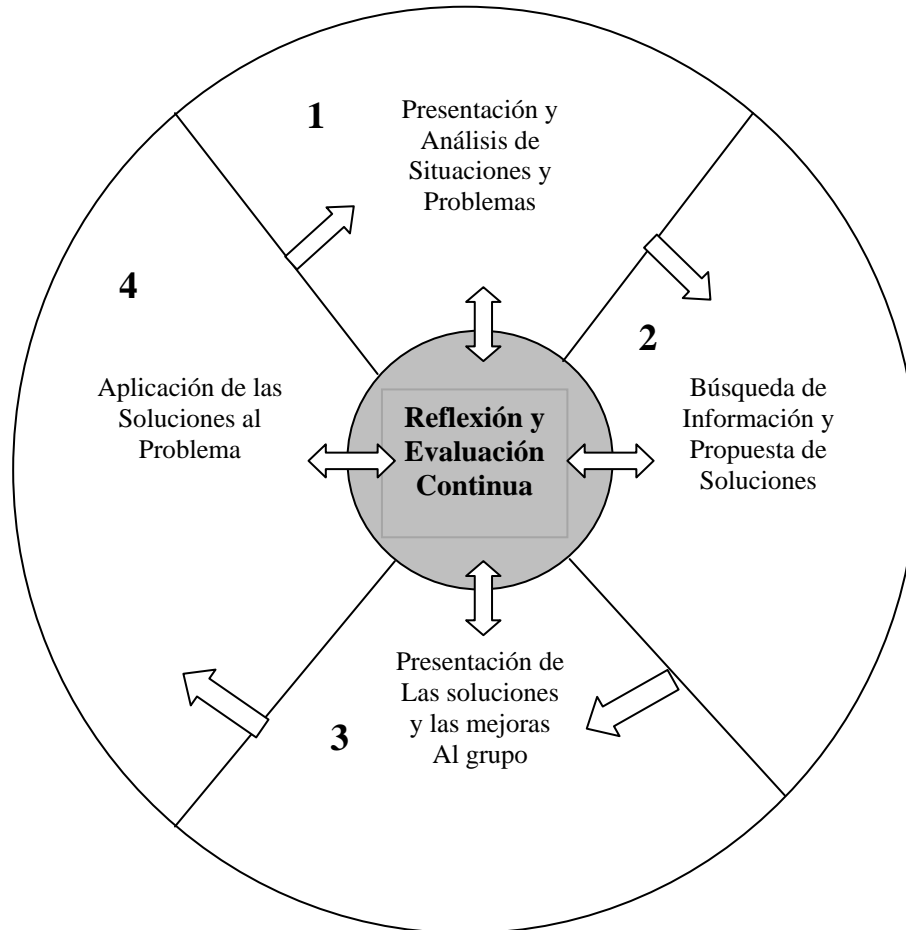 1
Presentación y
Análisis de
Situaciones y
Problemas
2
Búsqueda de
Información y
Propuesta de
Soluciones
3
Presentación de
Las soluciones
y las mejoras
Al grupo
4
Aplicación de las
Soluciones al
Problema
Reflexión y
Evaluación
Continua